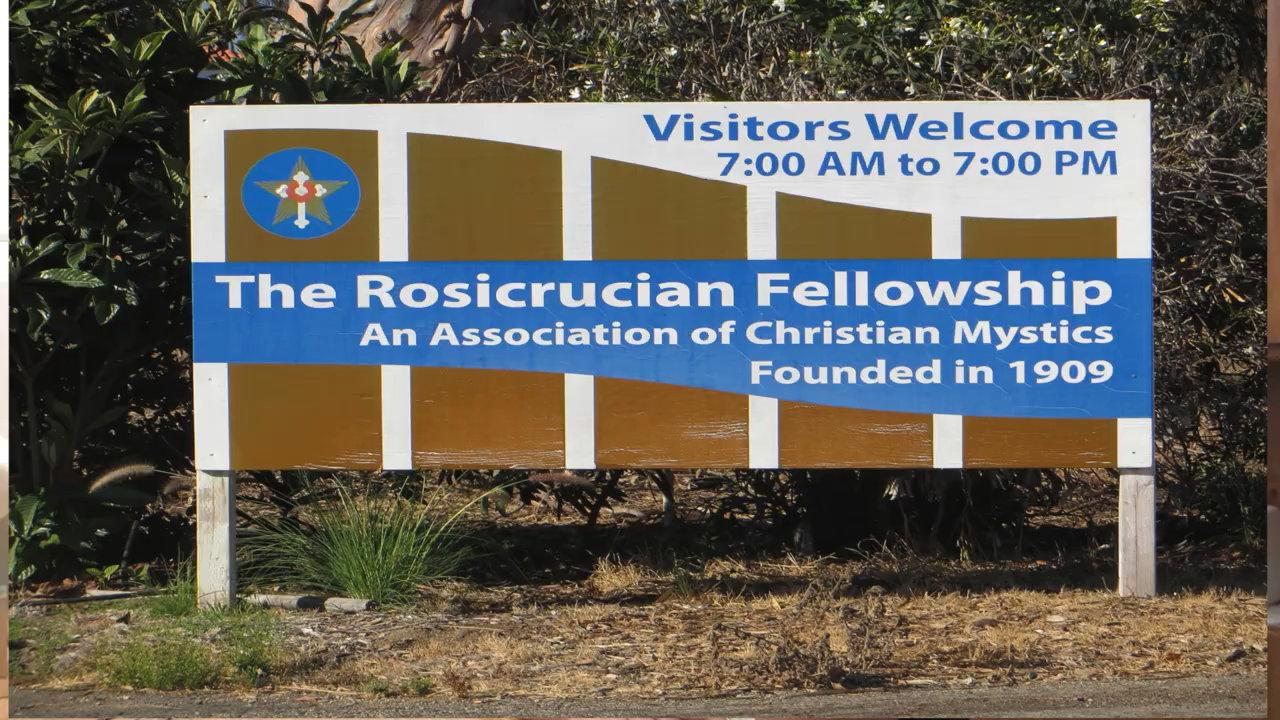 Visitors Welcome
7:00 AM to 7:00 PM
The Rosicrucian Fellowship
An Association of Christian Mystics
Founded in 1909